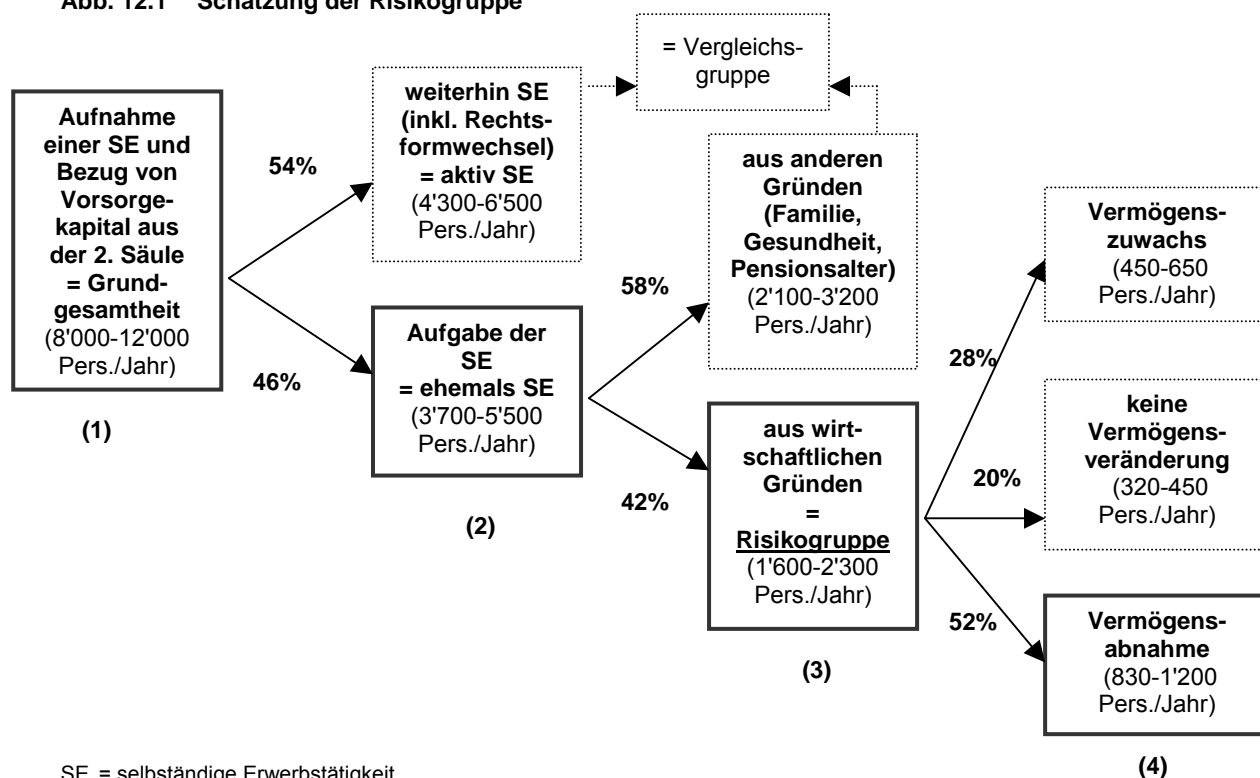 Abb. 12.1 Schätzung der Risikogruppe
= Vergleichs-
gruppe
weiterhin SE
(inkl. Rechts-
formwechsel)
= aktiv SE
(4'300-6'500
Pers./Jahr)
Aufnahme
einer SE und
Bezug von
Vorsorge-
kapital aus
der 2. Säule
= Grund-
gesamtheit
(8'000-12'000
Pers./Jahr)
(1)
54%
46%
Aufgabe der
SE
= ehemals SE
(3'700-5'500
Pers./Jahr)
(2)
58%
42%
aus anderen
Gründen
(Familie,
Gesundheit,
Pensionsalter)
(2'100-3'200
Pers./Jahr)
aus wirt-
schaftlichen
Gründen
=
Risikogruppe
(1'600-2'300
Pers./Jahr)
(3)
28%
20%
52%
Vermögens-
zuwachs
(450-650
Pers./Jahr)
keine
Vermögens-
veränderung
(320-450
Pers./Jahr)
Vermögens-
abnahme
(830-1'200
Pers./Jahr)
(4)
SE = selbständige Erwerbstätigkeit